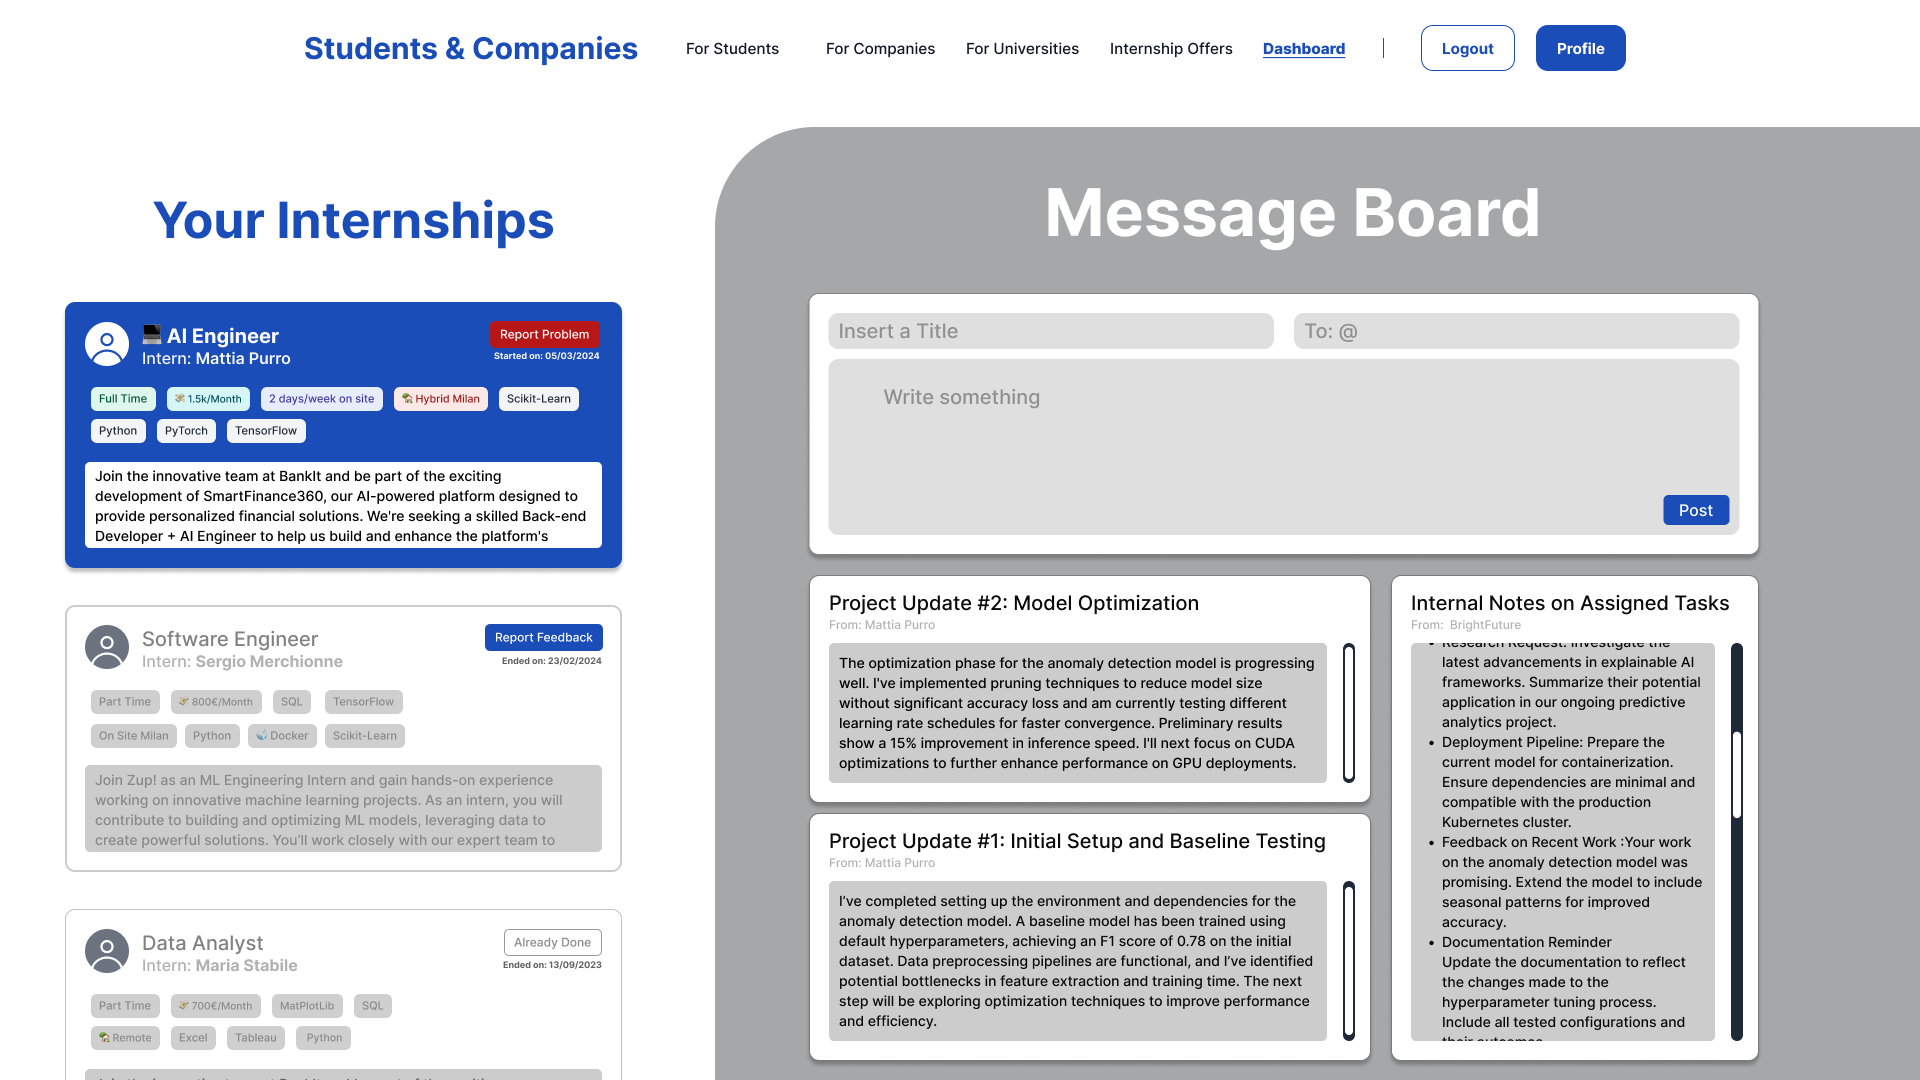 Students & Companies
For Students
For Companies
For Universities
Internship Offers
Dashboard
Logout
Profile
Your Internships
AI Engineer
Intern: Mattia Purro
Report Problem
Started on: 05/03/2024
Full Time
1.5k/Month
2 days/week on site
Hybrid Milan
Scikit-Learn
Python
PyTorch
TensorFlow
Join the innovative team at BankIt and be part of the exciting
development of SmartFinance360, our AI-powered platform designed to
provide personalized financial solutions. We're seeking a skilled Back-end
Developer + AI Engineer to help us build and enhance the platform's
Software Engineer
Intern: Sergio Merchionne
Report Feedback
Ended on: 23/02/2024
Part Time
800€/Month
SQL
TensorFlow
On Site Milan
Python
Docker
Scikit-Learn
Join Zup! as an ML Engineering Intern and gain hands-on experience
working on innovative machine learning projects. As an intern, you will
contribute to building and optimizing ML models, leveraging data to
create powerful solutions. You’ll work closely with our expert team to
Data Analyst
Intern: Maria Stabile
Already Done
Ended on: 13/09/2023
Part Time
700€/Month
MatPlotLib
SQL
Remote
Excel
Tableau
Python
Message Board
Insert a Title
To: @
Write something
Post
Project Update #2: Model Optimization
From: Mattia Purro
The optimization phase for the anomaly detection model is progressing
well. I've implemented pruning techniques to reduce model size
without significant accuracy loss and am currently testing different
learning rate schedules for faster convergence. Preliminary results
show a 15% improvement in inference speed. I'll next focus on CUDA
optimizations to further enhance performance on GPU deployments.
Project Update #1: Initial Setup and Baseline Testing
From: Mattia Purro
I’ve completed setting up the environment and dependencies for the
anomaly detection model. A baseline model has been trained using
default hyperparameters, achieving an F1 score of 0.78 on the initial
dataset. Data preprocessing pipelines are functional, and I’ve identified
potential bottlenecks in feature extraction and training time. The next
step will be exploring optimization techniques to improve performance
and efficiency.
Internal Notes on Assigned Tasks
From: BrightFuture
• Research Request: Investigate the
latest advancements in explainable AI
frameworks. Summarize their potential
application in our ongoing predictive
analytics project.
• Deployment Pipeline: Prepare the
current model for containerization.
Ensure dependencies are minimal and
compatible with the production
Kubernetes cluster.
• Feedback on Recent Work :Your work
on the anomaly detection model was
promising. Extend the model to include
seasonal patterns for improved
accuracy.
• Documentation Reminder
Update the documentation to reflect
the changes made to the
hyperparameter tuning process.
Include all tested configurations and
their outcomes.